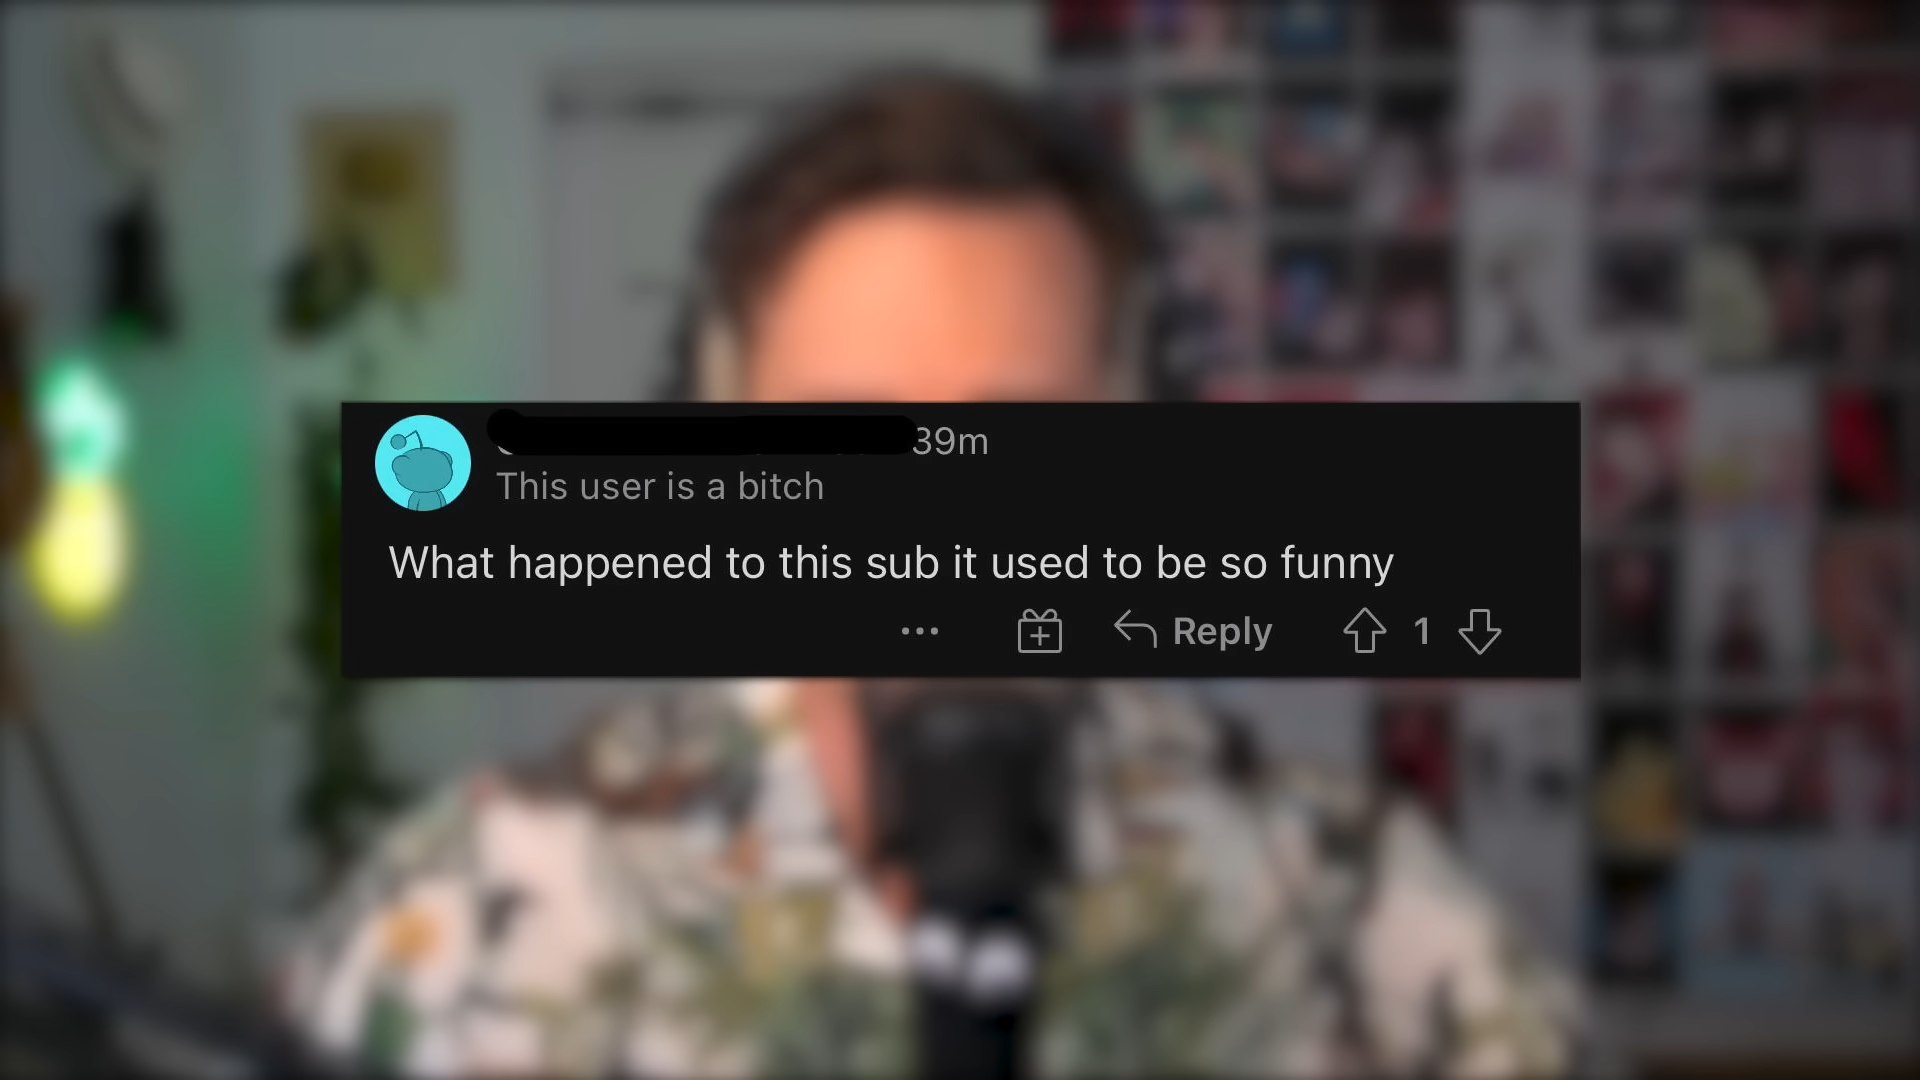 39m
This user is a bitch
What happened to this sub it used to be so funny
... Reply 1